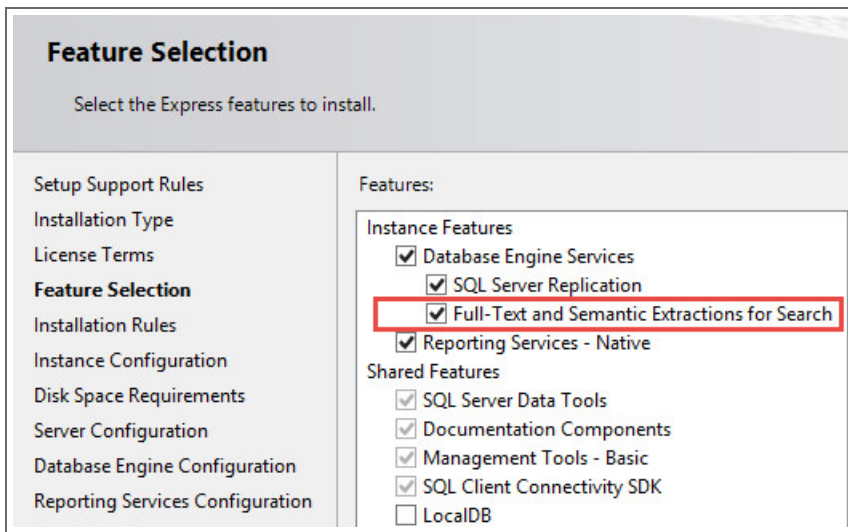 Feature Selection
Select the Express features to install.
Setup Support Rules
Installation Type
License Terms
Feature Selection
Installation Rules
Instance Configuration
Disk Space Requirements
Server Configuration
Database Engine Configuration
Reporting Services Configuration
Features:
Instance Features
Database Engine Services
SQL Server Replication
Full-Text and Semantic Extractions for Search
Reporting Services - Native
Shared Features
SQL Server Data Tools
Documentation Components
Management Tools - Basic
SQL Client Connectivity SDK
LocalDB